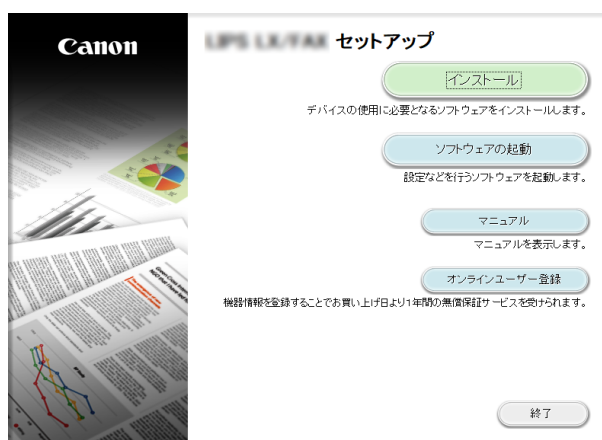 Canon
セットアップ
インストール
デバイスの使用に必要となるソフトウェアをインストールします。
ソフトウェアの起動
設定などを行うソフトウェアを起動します。
マニュアル
マニュアルを表示します。
オンラインユーザー登録
機器情報を登録することでお買い上げ日より1年間の無償保証サービスを受けられます。
終了